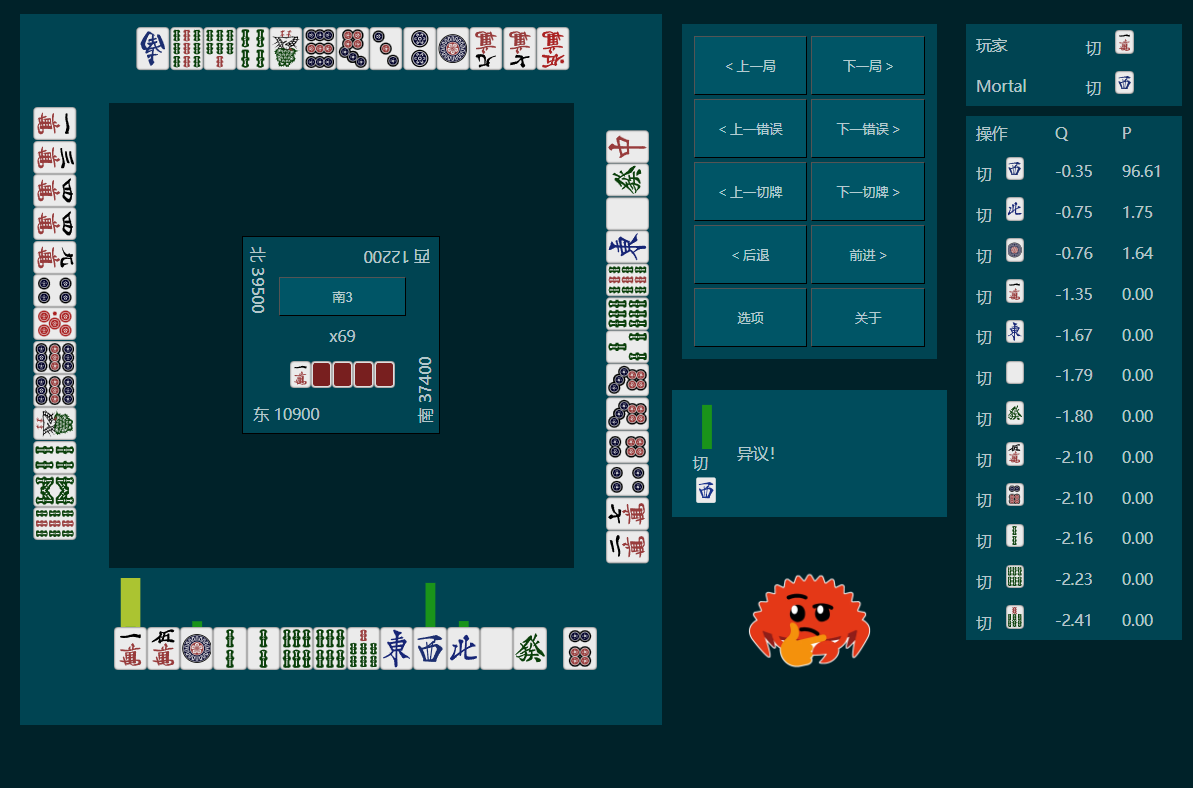 北 39500
西 12200
南3
x69
东 10900
南 37400
< 上一局
下一局 >
< 上一错误
下一错误 >
< 上一切牌
下一切牌 >
< 后退
前进 >
选项
关于
切
异议!
玩家 切
Mortal 切
操作 Q P
切 -0.35 96.61
切 -0.75 1.75
切 -0.76 1.64
切 -1.35 0.00
切 -1.67 0.00
切 -1.79 0.00
切 -1.80 0.00
切 -2.10 0.00
切 -2.10 0.00
切 -2.16 0.00
切 -2.23 0.00
切 -2.41 0.00